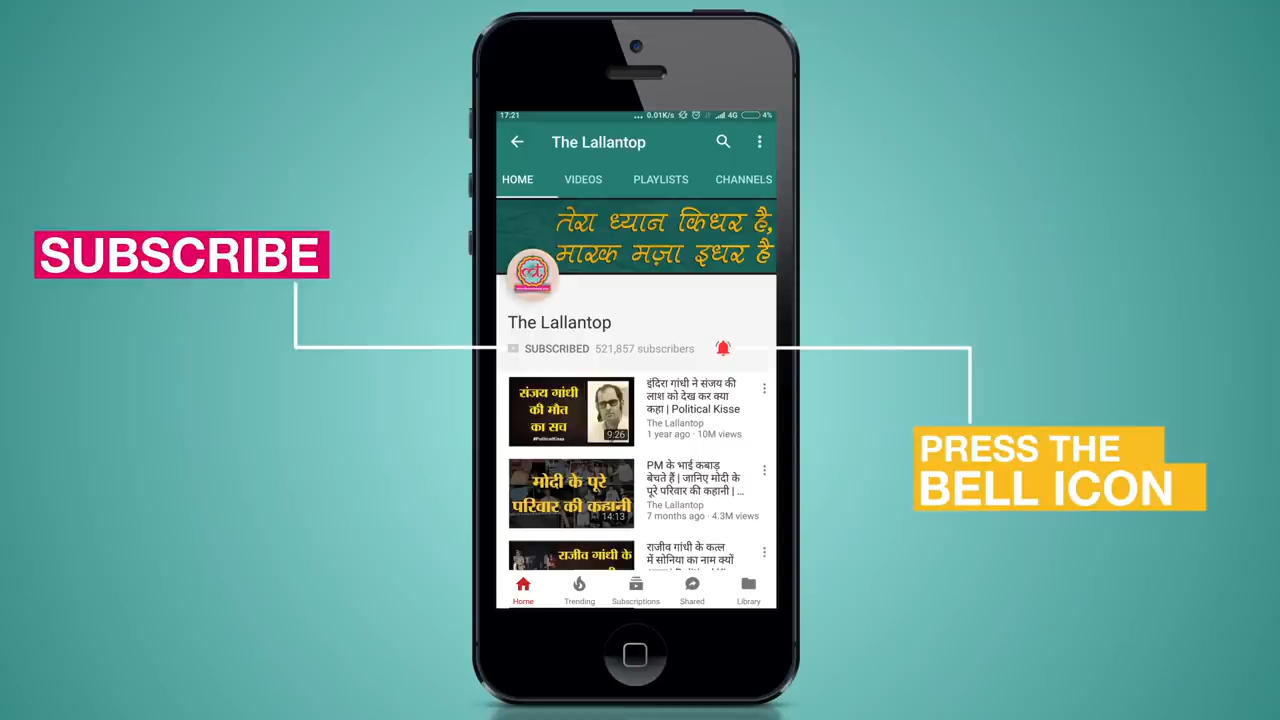 17:21 ... 0.01K/s 4G 4%
The Lallantop
HOME VIDEOS PLAYLISTS CHANNELS
तेरा ध्यान किधर है,
मारक मज़ा इधर है
SUBSCRIBE
The Lallantop
SUBSCRIBED 521,857 subscribers
संजय गांधी
की मौत
का सच
#PoliticalKisse
9:26
इंदिरा गांधी ने संजय की
लाश को देख कर क्या
कहा | Political Kisse
The Lallantop
1 year ago · 10M views
PRESS THE
BELL ICON
मोदी के पूरे
परिवार की कहानी
14:13
PM के भाई कबाड़
बेचते हैं | जानिए मोदी के
पूरे परिवार की कहानी | ...
The Lallantop
7 months ago · 4.3M views
राजीव गांधी के
राजीव गांधी के कत्ल
में सोनिया का नाम क्यों
Home Trending Subscriptions Shared Library